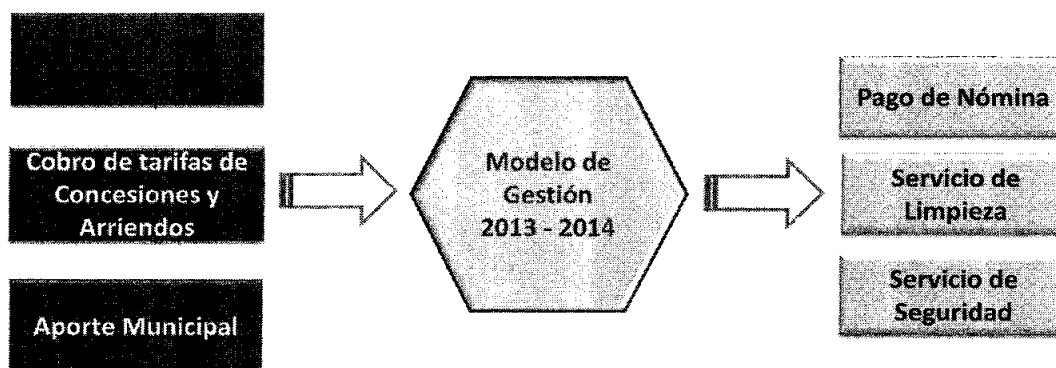 Cobro de tarifas de
Concesiones y
Arriendos
Aporte Municipal
Modelo de
Gestión
2013 - 2014
Pago de Nómina
Servicio de
Limpieza
Servicio de
Seguridad